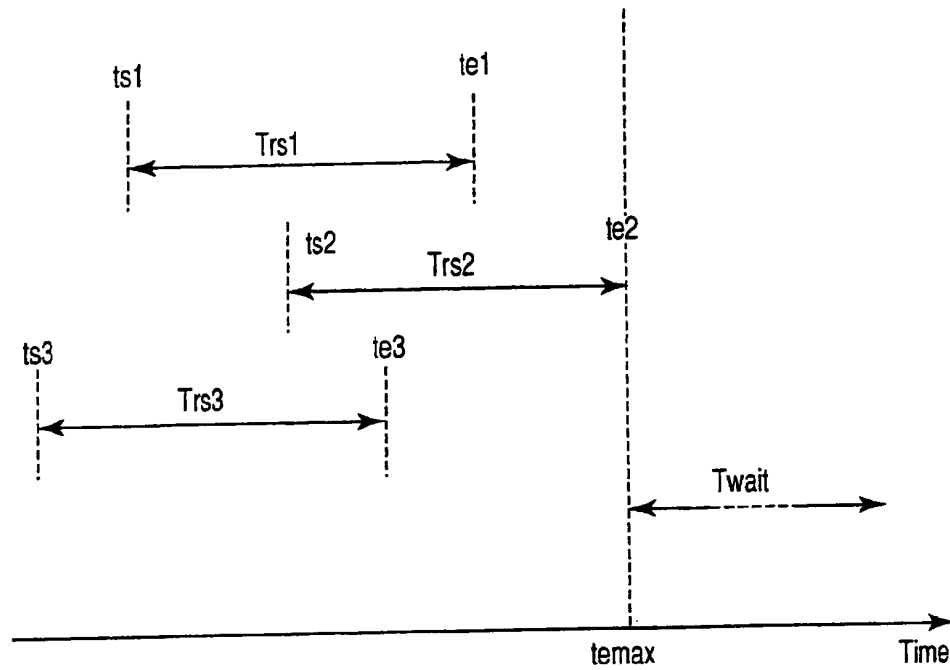 ts1
te1
Trs1
ts2
te2
Trs2
ts3
te3
Trs3
Twait
temax
Time